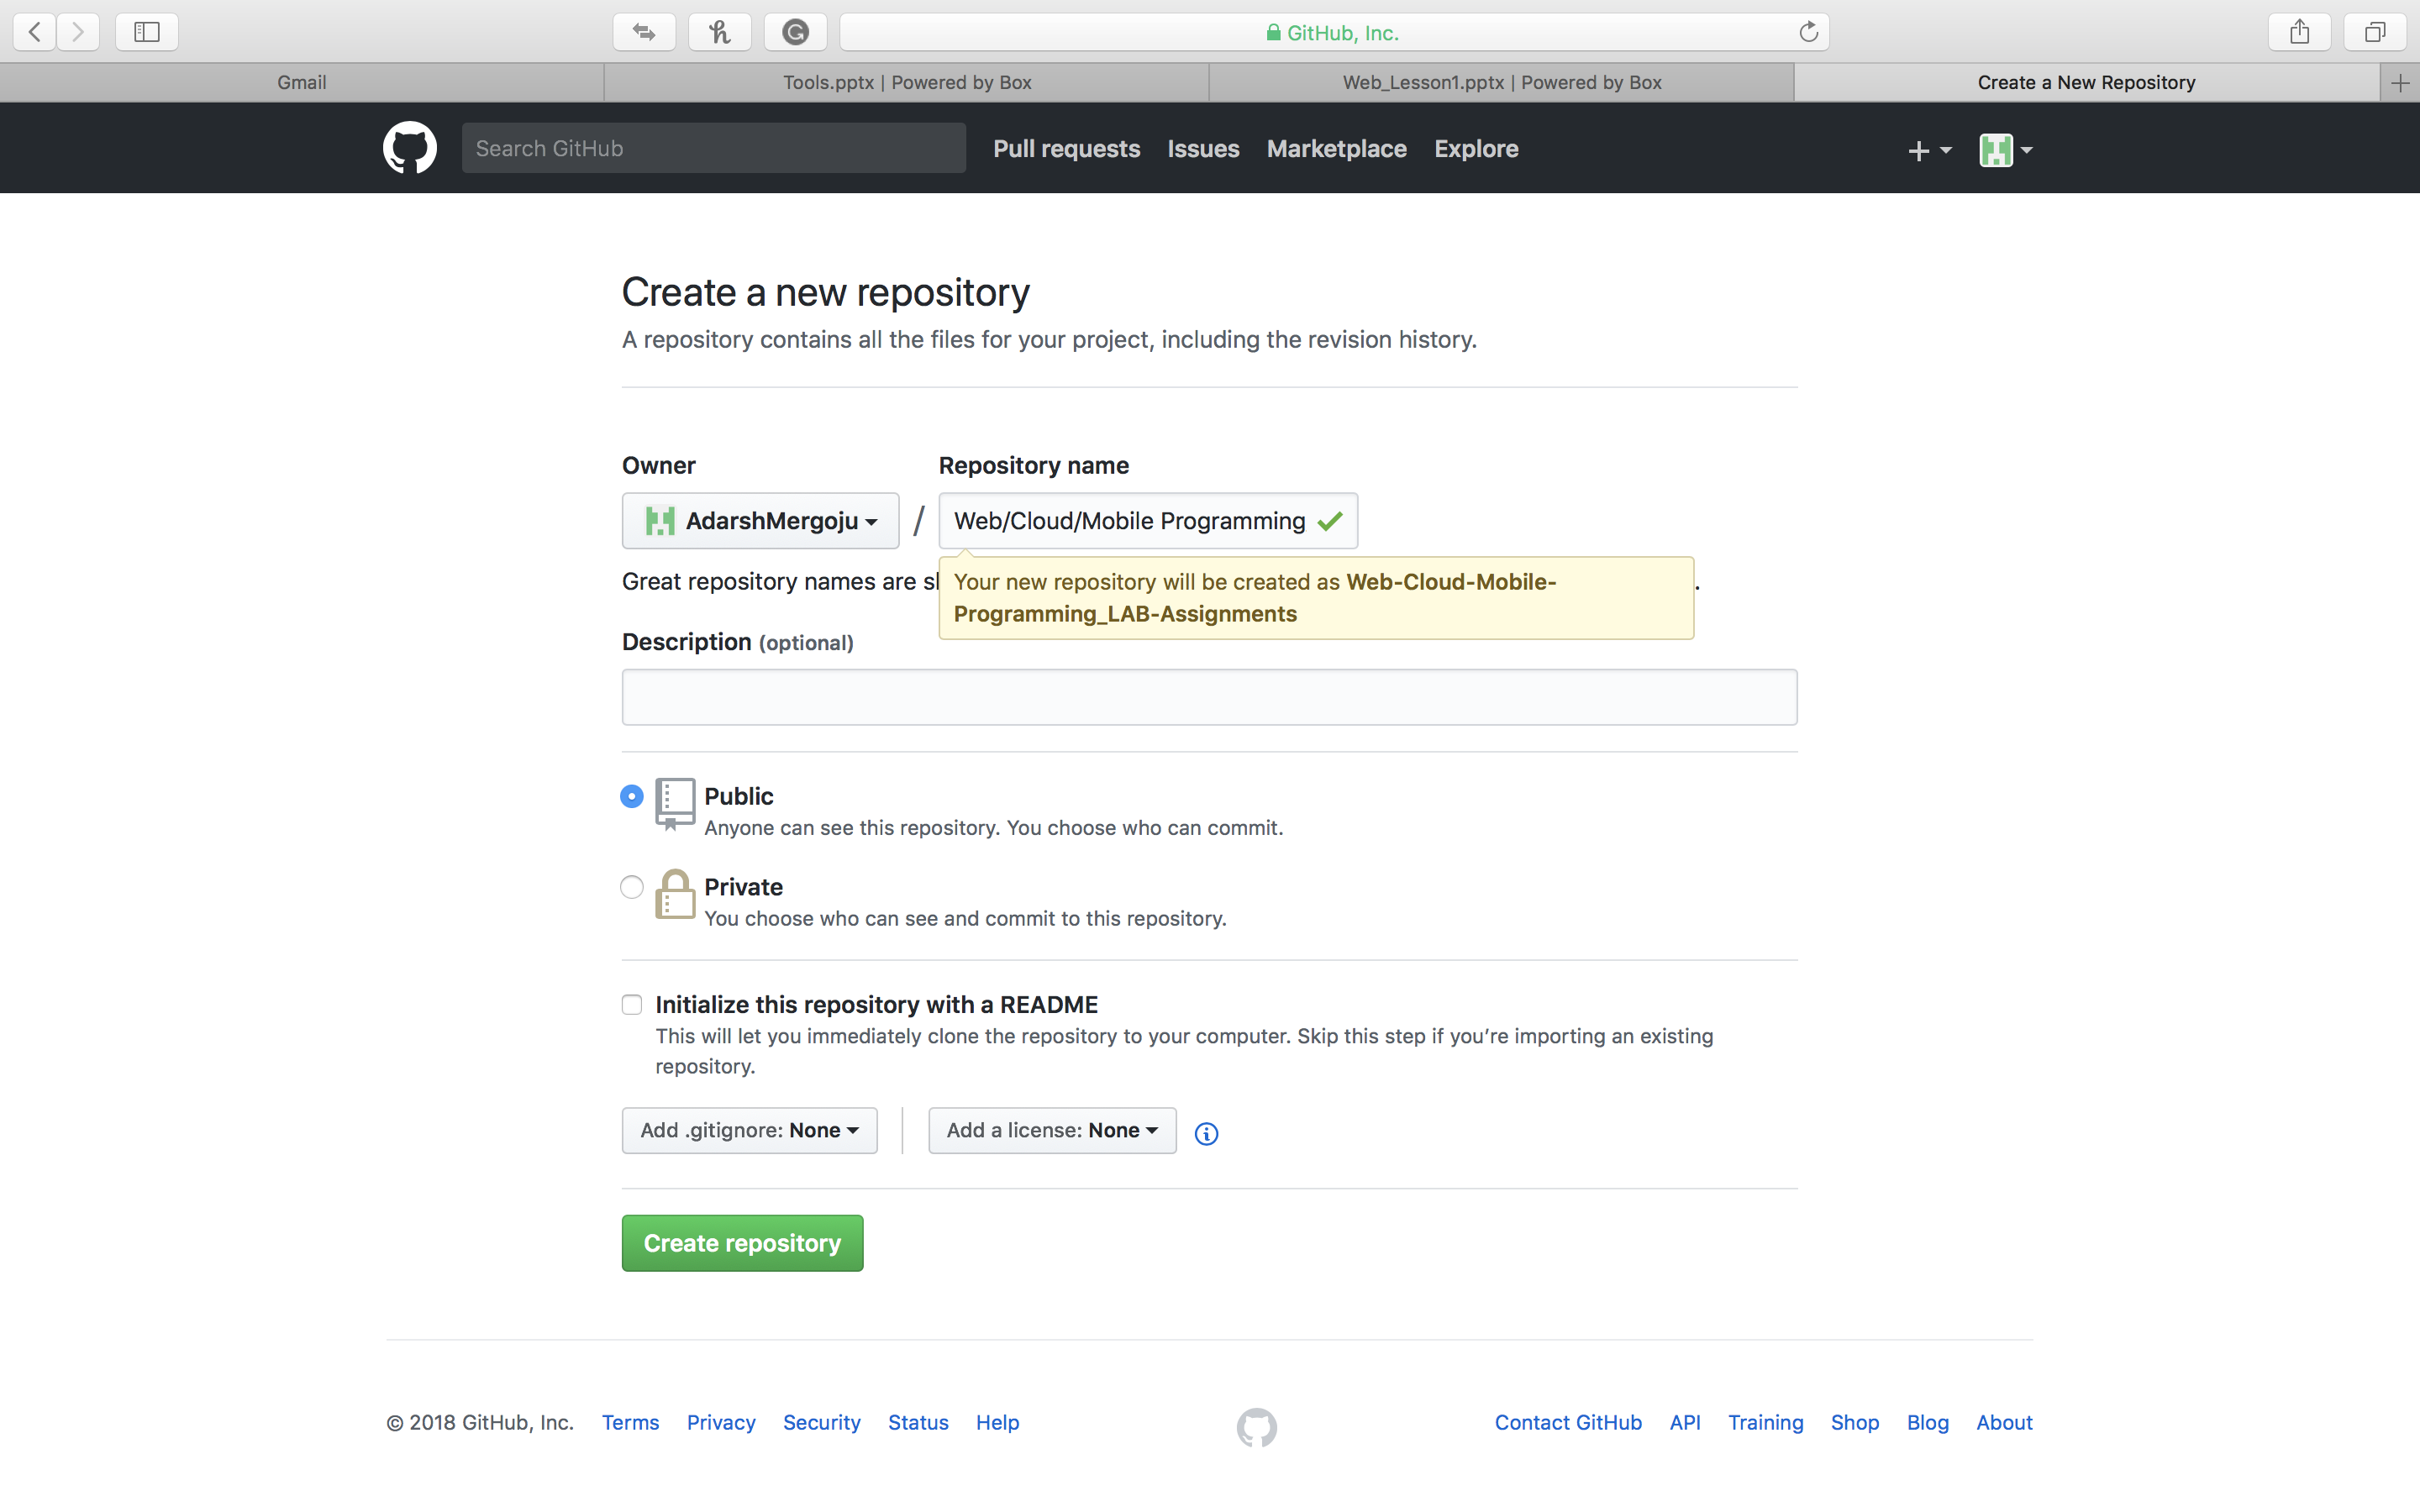 GitHub, Inc.
Gmail
Tools.pptx | Powered by Box
Web_Lesson1.pptx | Powered by Box
Create a New Repository
Search GitHub
Pull requests
Issues
Marketplace
Explore
Create a new repository
A repository contains all the files for your project, including the revision history.
Owner
Repository name
AdarshMergoju
/
Web/Cloud/Mobile Programming
Great repository names are
Your new repository will be created as Web-Cloud-Mobile-
Programming_LAB-Assignments
Description (optional)
Public
Anyone can see this repository. You choose who can commit.
Private
You choose who can see and commit to this repository.
Initialize this repository with a README
This will let you immediately clone the repository to your computer. Skip this step if you’re importing an existing
repository.
Add .gitignore: None
Add a license: None
Create repository
© 2018 GitHub, Inc.
Terms
Privacy
Security
Status
Help
Contact GitHub
API
Training
Shop
Blog
About